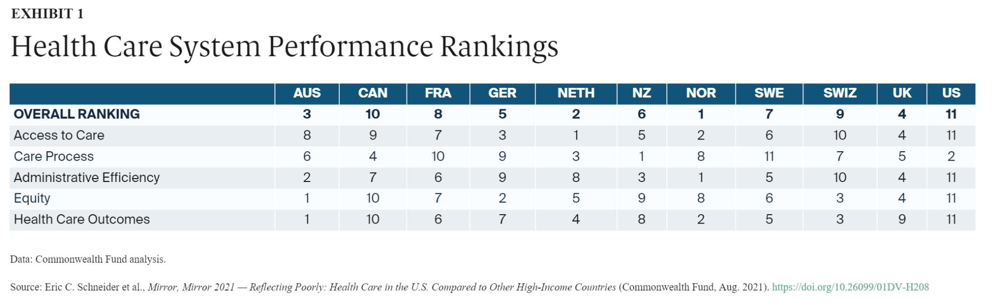 EXHIBIT 1
Health Care System Performance Rankings
AUS CAN FRA GER NETH NZ NOR SWE SWIZ UK US
OVERALL RANKING 3 10 8 5 2 6 1 7 9 4 11
Access to Care 8 9 7 3 1 5 2 6 10 4 11
Care Process 6 4 10 9 3 1 8 11 7 5 2
Administrative Efficiency 2 7 6 9 8 3 1 5 10 4 11
Equity 1 10 7 2 5 9 8 6 3 4 11
Health Care Outcomes 1 10 6 7 4 8 2 5 3 9 11
Data: Commonwealth Fund analysis.
Source: Eric C. Schneider et al., Mirror, Mirror 2021 — Reflecting Poorly: Health Care in the U.S. Compared to Other High-Income Countries (Commonwealth Fund, Aug. 2021). https://doi.org/10.26099/01DV-H208